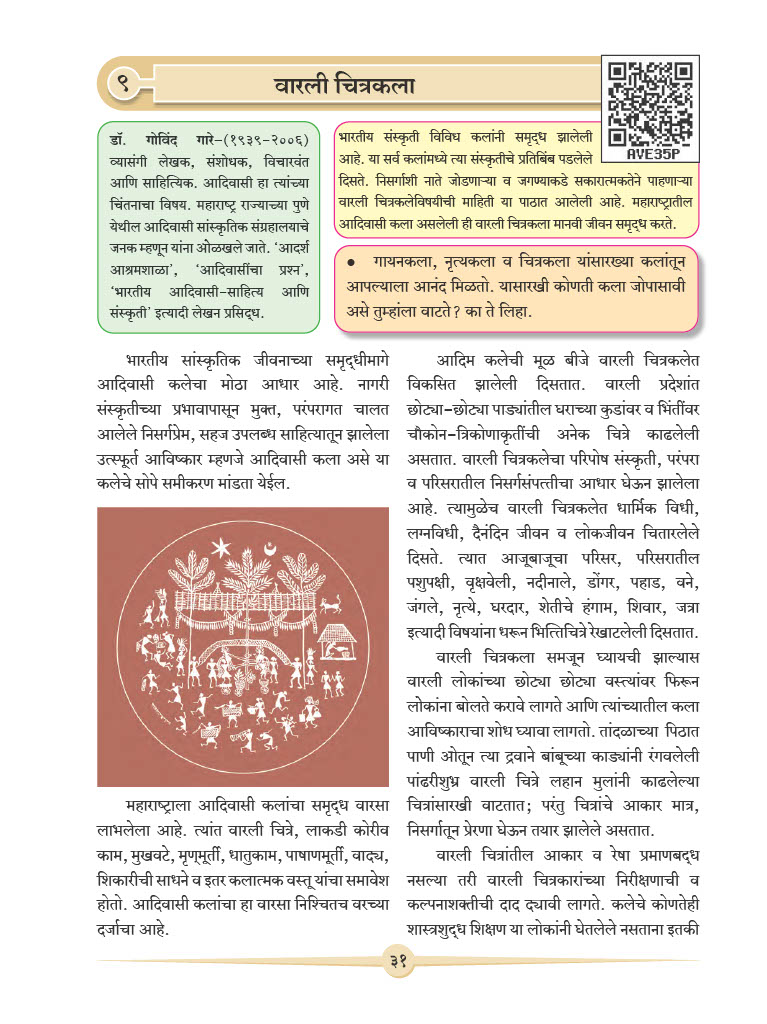 ९
वारली चित्रकला
AVE35P
डॉ. गोविंद गारे-(१९३९-२००६)
व्यासंगी लेखक, संशोधक, विचारवंत
आणि साहित्यिक. आदिवासी हा त्यांच्या
चिंतनाचा विषय. महाराष्ट्र राज्याच्या पुणे
येथील आदिवासी सांस्कृतिक संग्रहालयाचे
जनक म्हणून यांना ओळखले जाते. ‘आदर्श
आश्रमशाळा’, ‘आदिवासींचा प्रश्न’,
‘भारतीय आदिवासी-साहित्य आणि
संस्कृती’ इत्यादी लेखन प्रसिद्ध.
भारतीय संस्कृती विविध कलांनी समृद्ध झालेली
आहे. या सर्व कलांमध्ये त्या संस्कृतीचे प्रतिबिंब पडलेले
दिसते. निसर्गाशी नाते जोडणाऱ्या व जगण्याकडे सकारात्मकतेने पाहणाऱ्या
वारली चित्रकलेविषयीची माहिती या पाठात आलेली आहे. महाराष्ट्रातील
आदिवासी कला असलेली ही वारली चित्रकला मानवी जीवन समृद्ध करते.
● गायनकला, नृत्यकला व चित्रकला यांसारख्या कलांतून
आपल्याला आनंद मिळतो. यासारखी कोणती कला जोपासावी
असे तुम्हांला वाटते? का ते लिहा.
भारतीय सांस्कृतिक जीवनाच्या समृद्धीमागे
आदिवासी कलेचा मोठा आधार आहे. नागरी
संस्कृतीच्या प्रभावापासून मुक्त, परंपरागत चालत
आलेले निसर्गप्रेम, सहज उपलब्ध साहित्यातून झालेला
उत्स्फूर्त आविष्कार म्हणजे आदिवासी कला असे या
कलेचे सोपे समीकरण मांडता येईल.
महाराष्ट्राला आदिवासी कलांचा समृद्ध वारसा
लाभलेला आहे. त्यांत वारली चित्रे, लाकडी कोरीव
काम, मुखवटे, मृण्मूर्ती, धातुकाम, पाषाणमूर्ती, वाद्य,
शिकारीची साधने व इतर कलात्मक वस्तू यांचा समावेश
होतो. आदिवासी कलांचा हा वारसा निश्चितच वरच्या
दर्जाचा आहे.
आदिम कलेची मूळ बीजे वारली चित्रकलेत
विकसित झालेली दिसतात. वारली प्रदेशांत
छोट्या-छोट्या पाड्यांतील घराच्या कुडांवर व भिंतींवर
चौकोन-त्रिकोणाकृतींची अनेक चित्रे काढलेली
असतात. वारली चित्रकलेचा परिपोष संस्कृती, परंपरा
व परिसरातील निसर्गसंपत्तीचा आधार घेऊन झालेला
आहे. त्यामुळेच वारली चित्रकलेत धार्मिक विधी,
लग्नविधी, दैनंदिन जीवन व लोकजीवन चितारलेले
दिसते. त्यात आजूबाजूचा परिसर, परिसरातील
पशुपक्षी, वृक्षवेली, नदीनाले, डोंगर, पहाड, वने,
जंगले, नृत्ये, घरदार, शेतीचे हंगाम, शिवार, जत्रा
इत्यादी विषयांना धरून भित्तिचित्रे रेखाटलेली दिसतात.
वारली चित्रकला समजून घ्यायची झाल्यास
वारली लोकांच्या छोट्या छोट्या वस्त्यांवर फिरून
लोकांना बोलते करावे लागते आणि त्यांच्यातील कला
आविष्काराचा शोध घ्यावा लागतो. तांदळाच्या पिठात
पाणी ओतून त्या द्रवाने बांबूच्या काड्यांनी रंगवलेली
पांढरीशुभ्र वारली चित्रे लहान मुलांनी काढलेल्या
चित्रांसारखी वाटतात; परंतु चित्रांचे आकार मात्र,
निसर्गातून प्रेरणा घेऊन तयार झालेले असतात.
वारली चित्रांतील आकार व रेषा प्रमाणबद्ध
नसल्या तरी वारली चित्रकारांच्या निरीक्षणाची व
कल्पनाशक्तीची दाद द्यावी लागते. कलेचे कोणतेही
शास्त्रशुद्ध शिक्षण या लोकांनी घेतलेले नसताना इतकी
३१